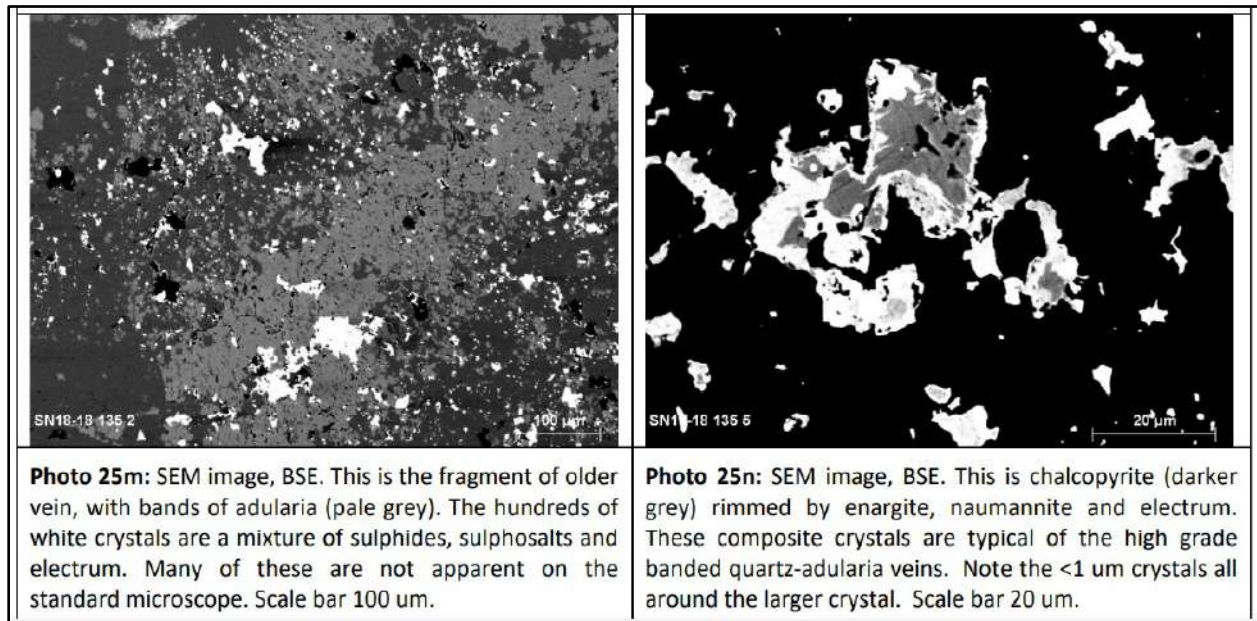 SN18-18 135 2
100 µm
SN18-18 135 5
20 µm
Photo 25m: SEM image, BSE. This is the fragment of older
vein, with bands of adularia (pale grey). The hundreds of
white crystals are a mixture of sulphides, sulphosalts and
electrum. Many of these are not apparent on the
standard microscope. Scale bar 100 um.
Photo 25n: SEM image, BSE. This is chalcopyrite (darker
grey) rimmed by enargite, naumannite and electrum.
These composite crystals are typical of the high grade
banded quartz-adularia veins. Note the <1 um crystals all
around the larger crystal. Scale bar 20 um.